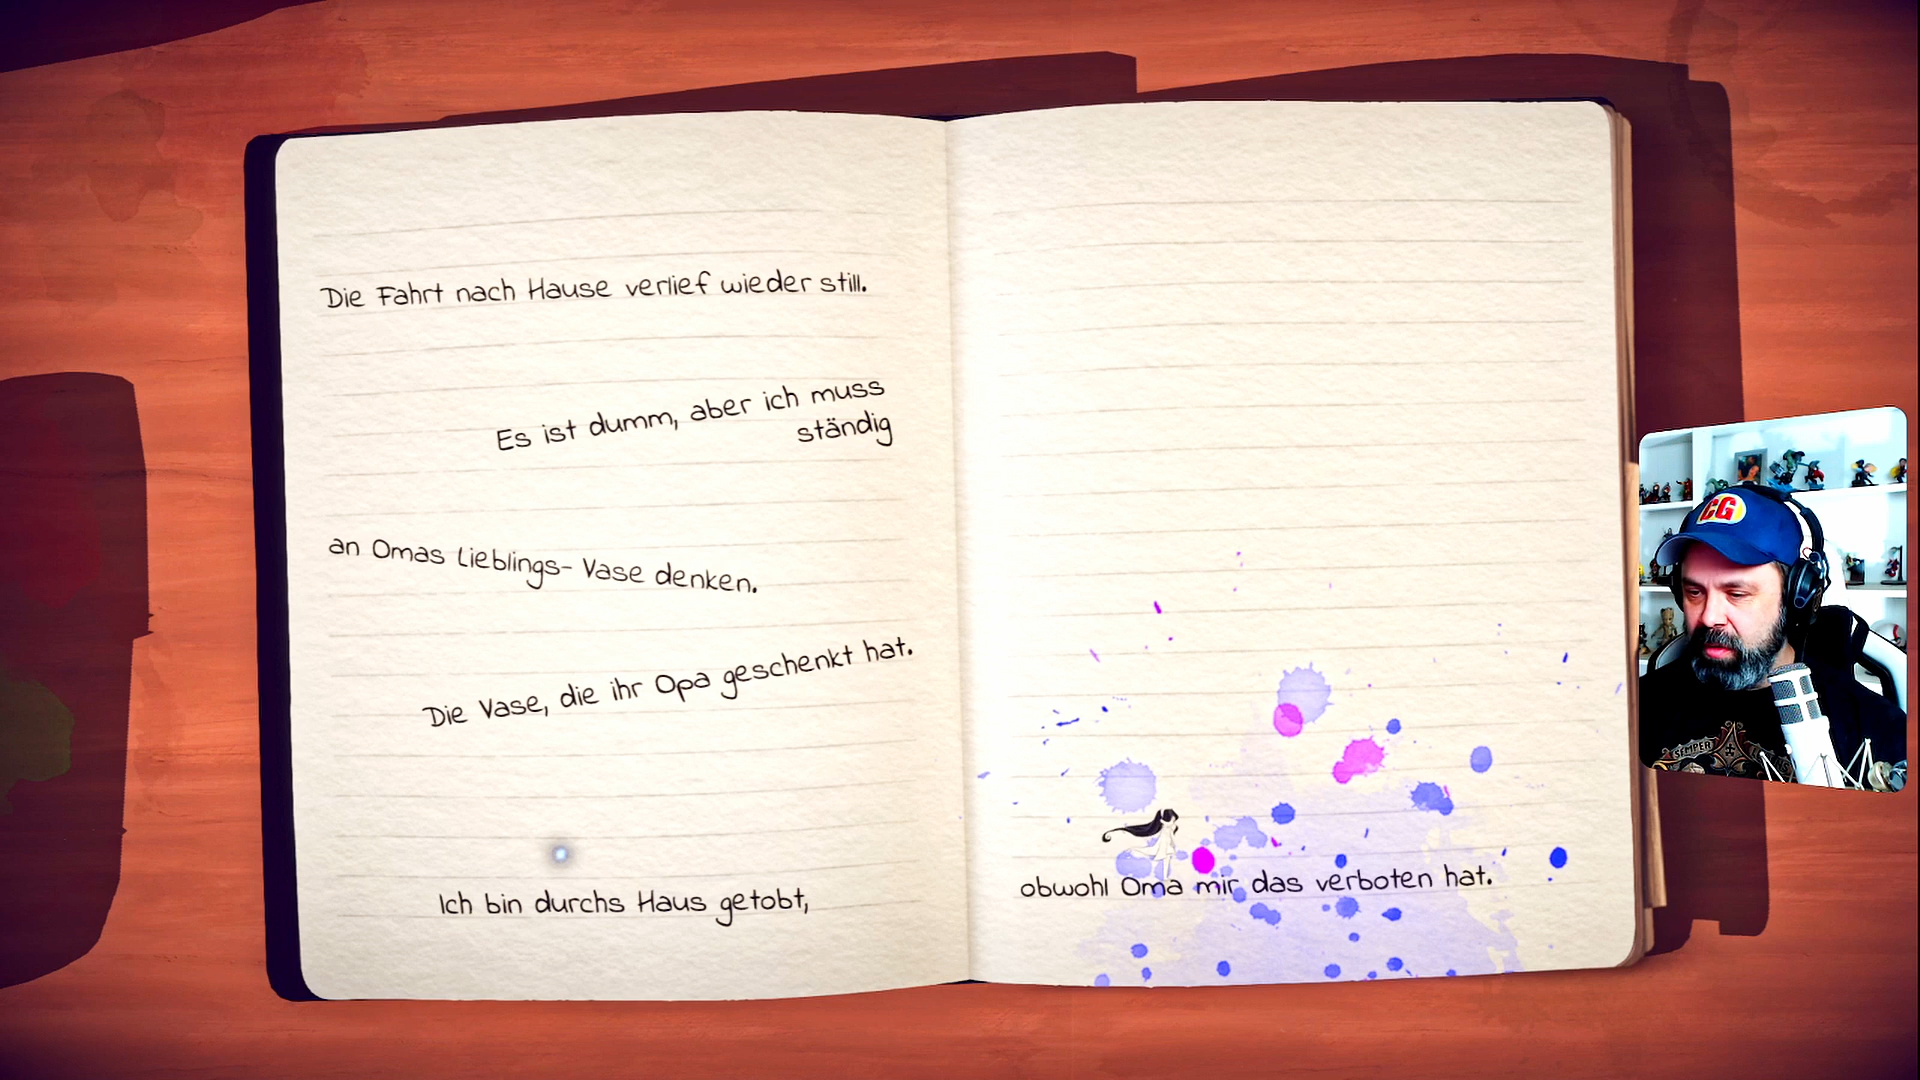 Die Fahrt nach Hause verlief wieder still.
Es ist dumm, aber ich muss
ständig
an Omas Lieblings- Vase denken.
Die Vase, die ihr Opa geschenkt hat.
Ich bin durchs Haus getobt,
obwohl Oma mir das verboten hat.
CG
SEMPER